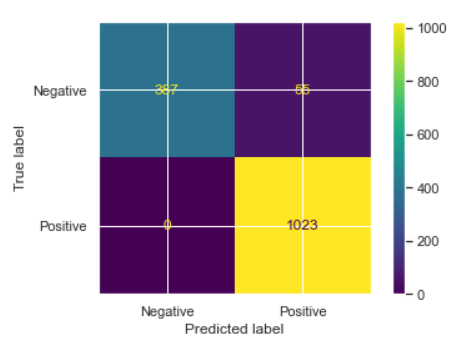 Negative
387
55
True label
Positive
0
1023
Negative
Positive
Predicted label
1000
800
600
400
200
0